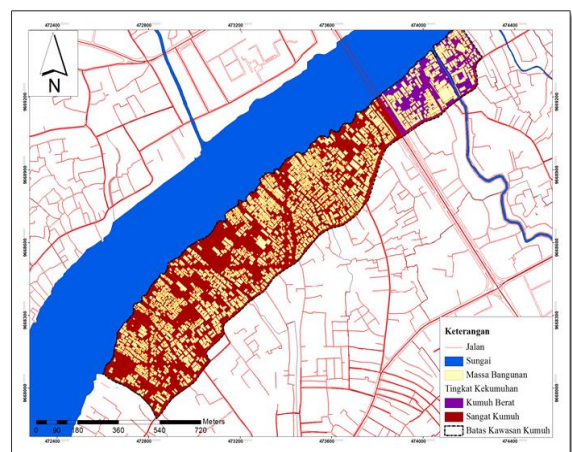 472400 472800 473200 473600 474000 474400
N
Keterangan
Jalan
Sungai
Massa Bangunan
Tingkat Kekumuhan
Kumuh Berat
Sangat Kumuh
Batas Kawasan Kumuh
Meters
0 90 180 360 540 720
472400 472800 473200 473600 474000 474400